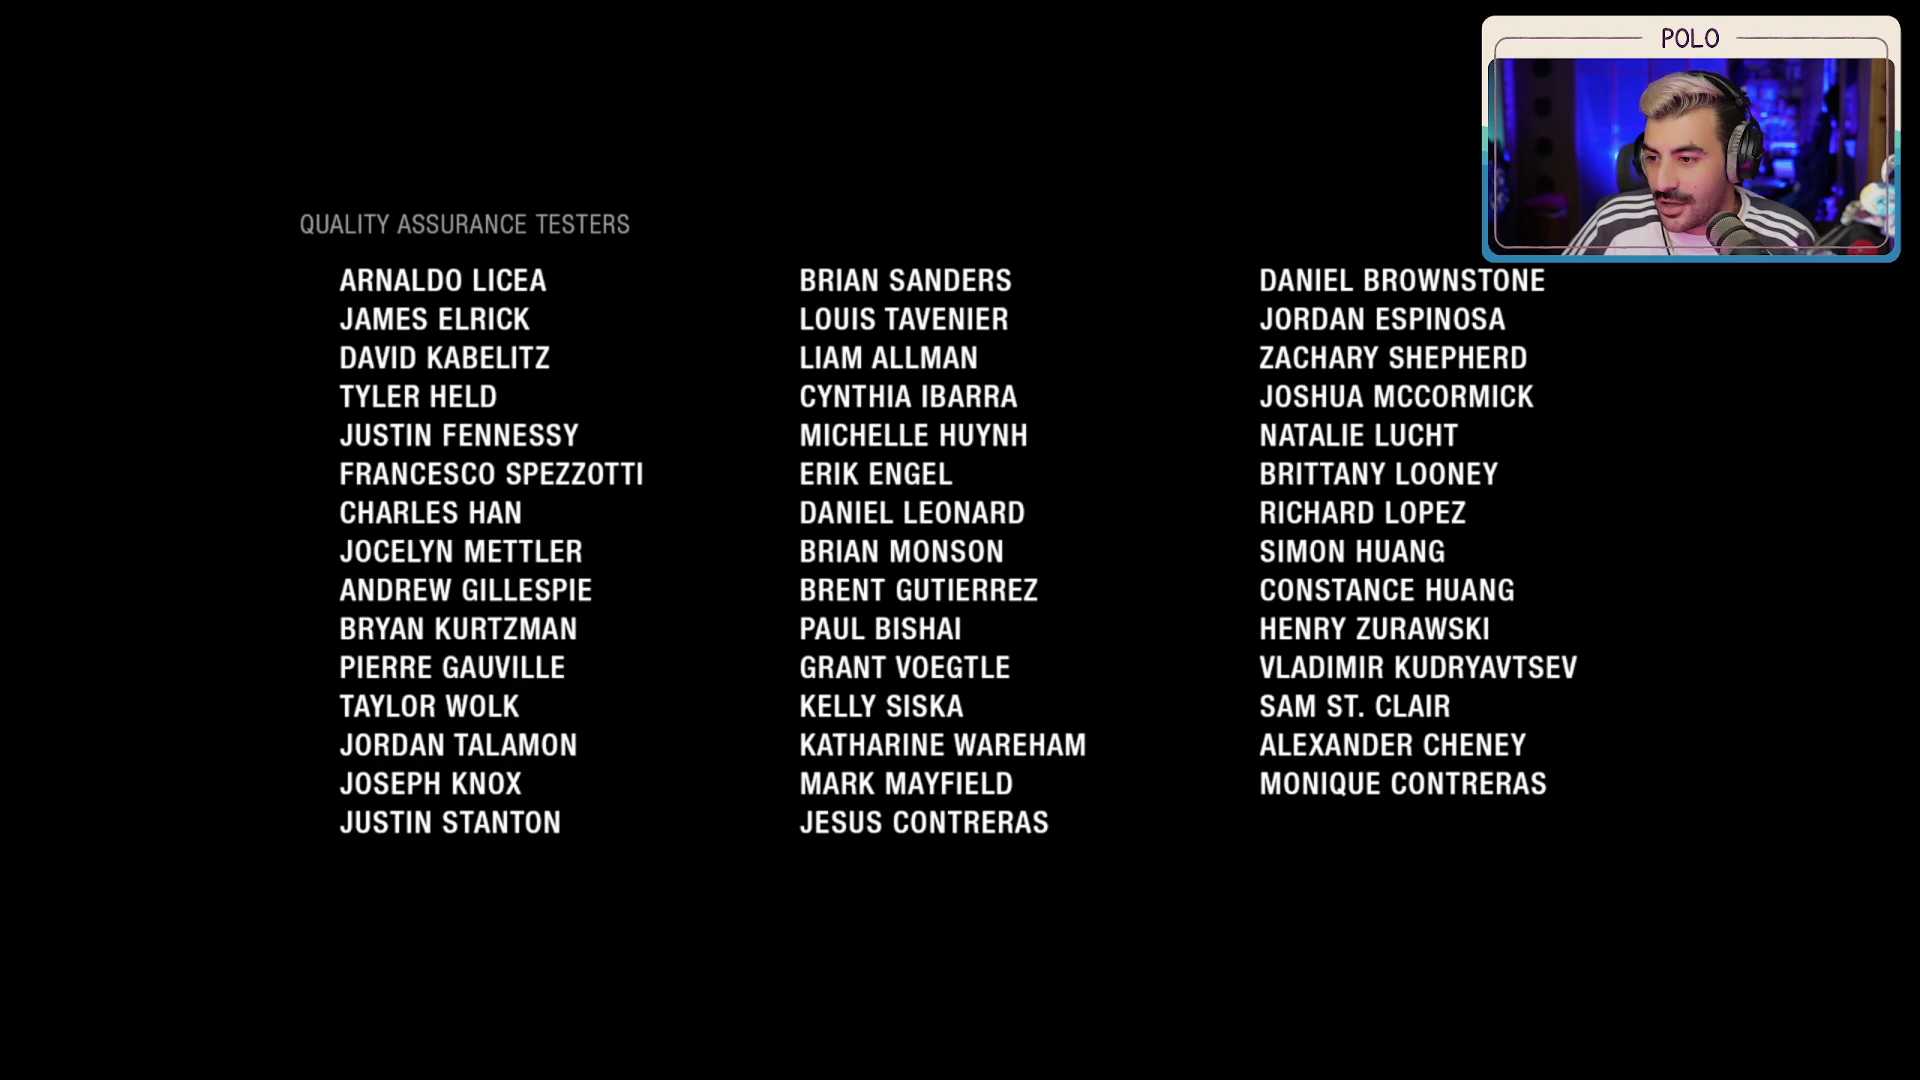 POLO
QUALITY ASSURANCE TESTERS
ARNALDO LICEA
JAMES ELRICK
DAVID KABELITZ
TYLER HELD
JUSTIN FENNESSY
FRANCESCO SPEZZOTTI
CHARLES HAN
JOCELYN METTLER
ANDREW GILLESPIE
BRYAN KURTZMAN
PIERRE GAUVILLE
TAYLOR WOLK
JORDAN TALAMON
JOSEPH KNOX
JUSTIN STANTON
BRIAN SANDERS
LOUIS TAVENIER
LIAM ALLMAN
CYNTHIA IBARRA
MICHELLE HUYNH
ERIK ENGEL
DANIEL LEONARD
BRIAN MONSON
BRENT GUTIERREZ
PAUL BISHAI
GRANT VOEGTLE
KELLY SISKA
KATHARINE WAREHAM
MARK MAYFIELD
JESUS CONTRERAS
DANIEL BROWNSTONE
JORDAN ESPINOSA
ZACHARY SHEPHERD
JOSHUA MCCORMICK
NATALIE LUCHT
BRITTANY LOONEY
RICHARD LOPEZ
SIMON HUANG
CONSTANCE HUANG
HENRY ZURAWSKI
VLADIMIR KUDRYAVTSEV
SAM ST. CLAIR
ALEXANDER CHENEY
MONIQUE CONTRERAS